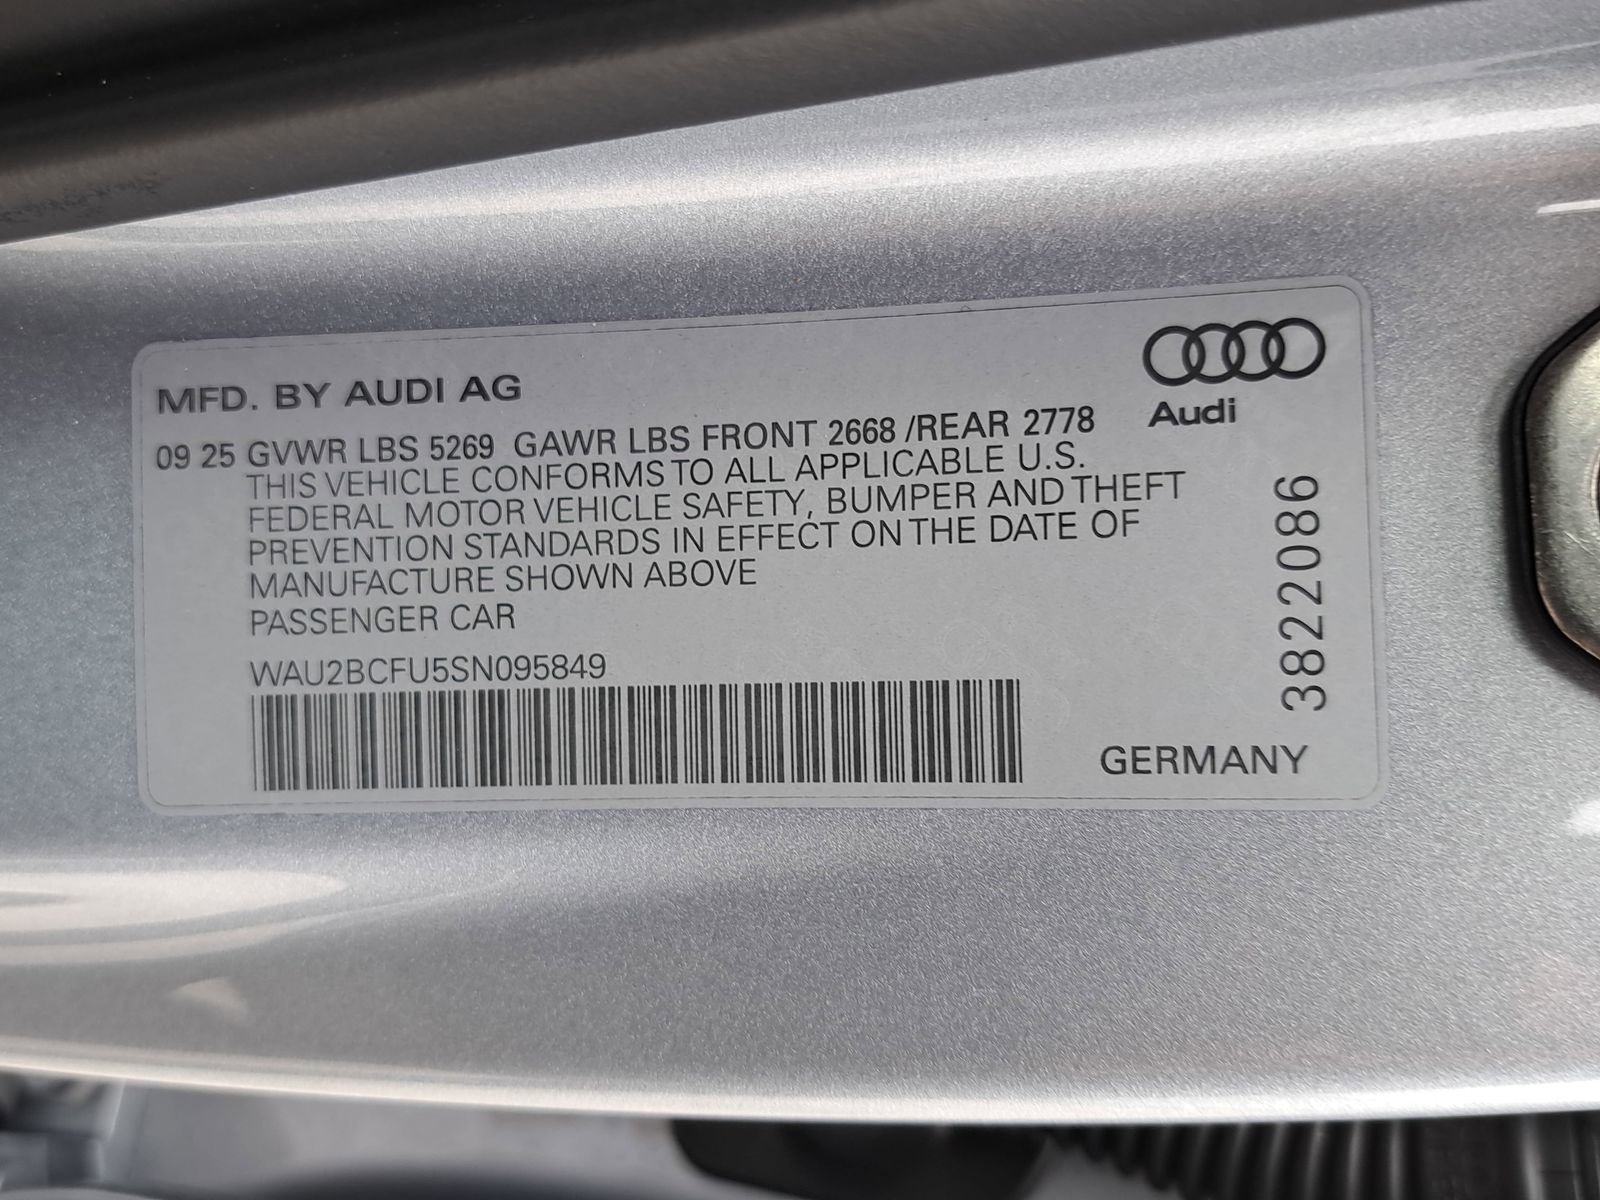 MFD. BY AUDI AG
Audi
09 25 GVWR LBS 5269 GAWR LBS FRONT 2668 /REAR 2778
THIS VEHICLE CONFORMS TO ALL APPLICABLE U.S.
FEDERAL MOTOR VEHICLE SAFETY, BUMPER AND THEFT
PREVENTION STANDARDS IN EFFECT ON THE DATE OF
MANUFACTURE SHOWN ABOVE
PASSENGER CAR
WAU2BCFU5SN095849
3822086
GERMANY